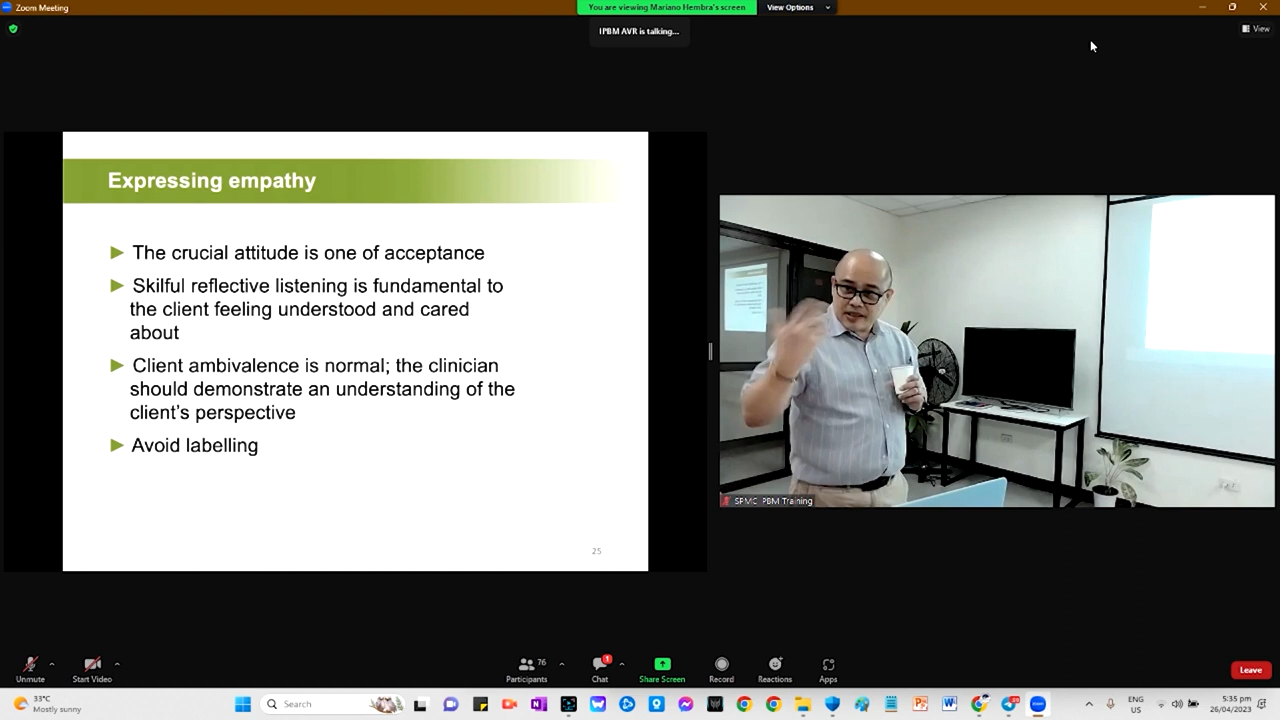 Zoom Meeting
You are viewing Mariano Hembra's screen
View Options
IPBM AVR is talking...
View
Expressing empathy
The crucial attitude is one of acceptance
Skilful reflective listening is fundamental to
the client feeling understood and cared
about
Client ambivalence is normal; the clinician
should demonstrate an understanding of the
client's perspective
Avoid labelling
25
SPMC IPBM Training
Unmute
Start Video
76
Participants
1
Chat
Share Screen
Record
Reactions
Apps
Leave
33°C
Mostly sunny
Search
ENG
US
5:35 pm
26/04/2023